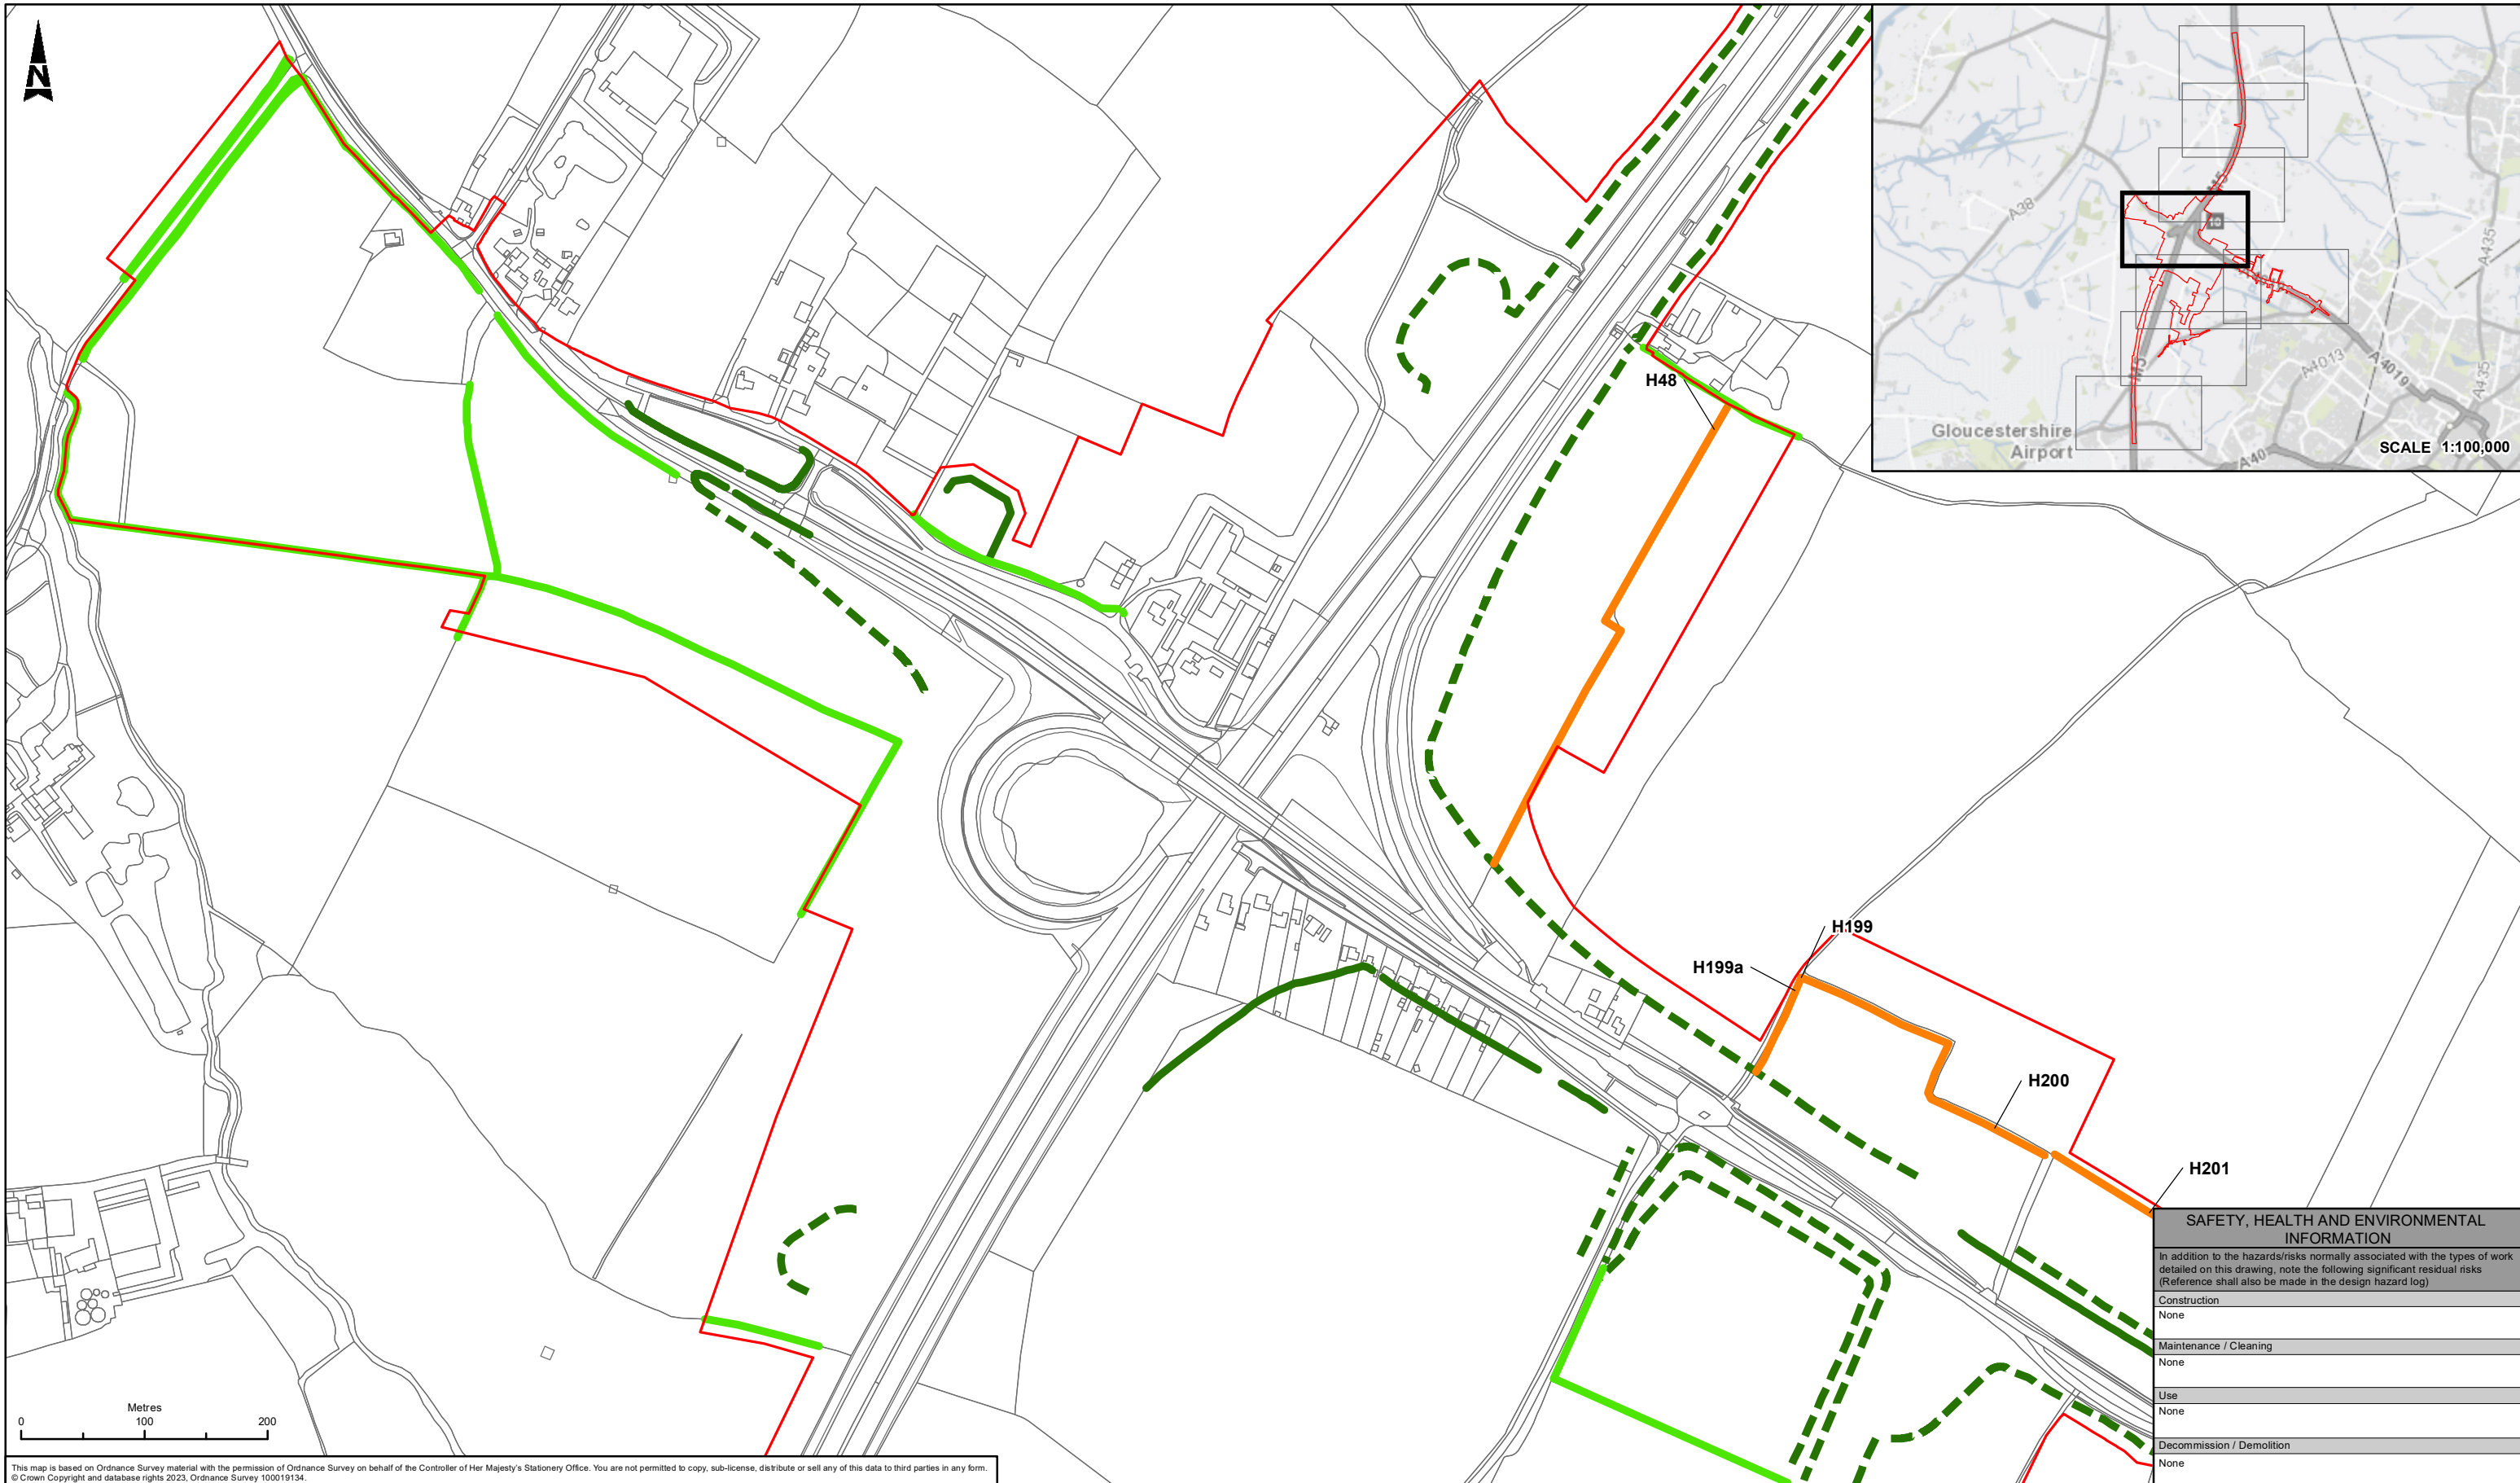 N
H48
H199
H199a
H200
H201
A38
M5
M5
A435
A435
A4013
A4019
A40
Gloucestershire
Airport
SCALE 1:100,000
SAFETY, HEALTH AND ENVIRONMENTAL
INFORMATION
In addition to the hazards/risks normally associated with the types of work
detailed on this drawing, note the following significant residual risks
(Reference shall also be made in the design hazard log)
Construction
None
Maintenance / Cleaning
None
Use
None
Decommission / Demolition
None
Metres
0 100 200
This map is based on Ordnance Survey material with the permission of Ordnance Survey on behalf of the Controller of Her Majesty's Stationery Office. You are not permitted to copy, sub-license, distribute or sell any of this data to third parties in any form.
© Crown Copyright and database rights 2023, Ordnance Survey 100019134.